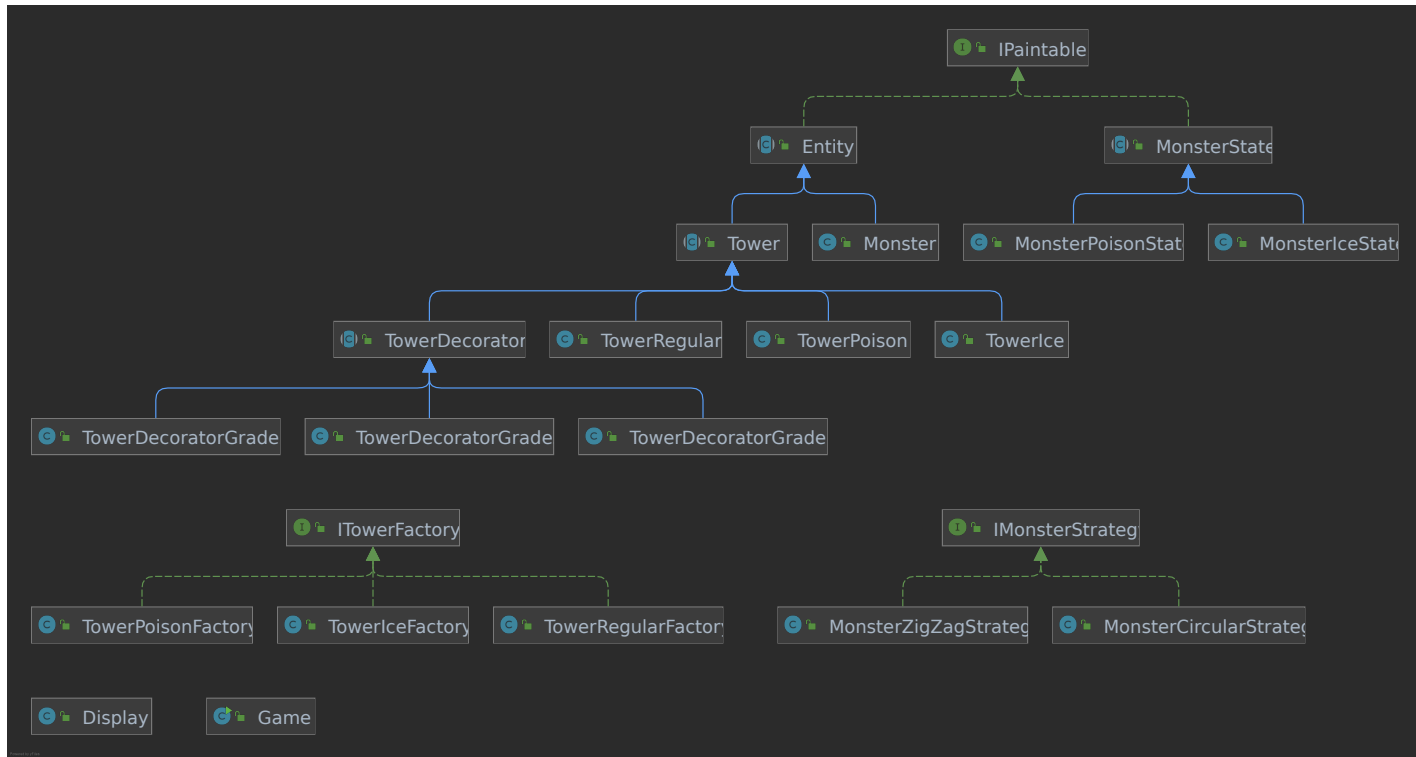 IPaintable
Entity
MonsterState
Tower
Monster
MonsterPoisonStat
MonsterIceState
TowerDecorator
TowerRegular
TowerPoison
TowerIce
TowerDecoratorGrade
TowerDecoratorGrade
TowerDecoratorGrade
ITowerFactory
IMonsterStrateg
TowerPoisonFactory
TowerIceFactory
TowerRegularFactory
MonsterZigZagStrateg
MonsterCircularStrateg
Display
Game